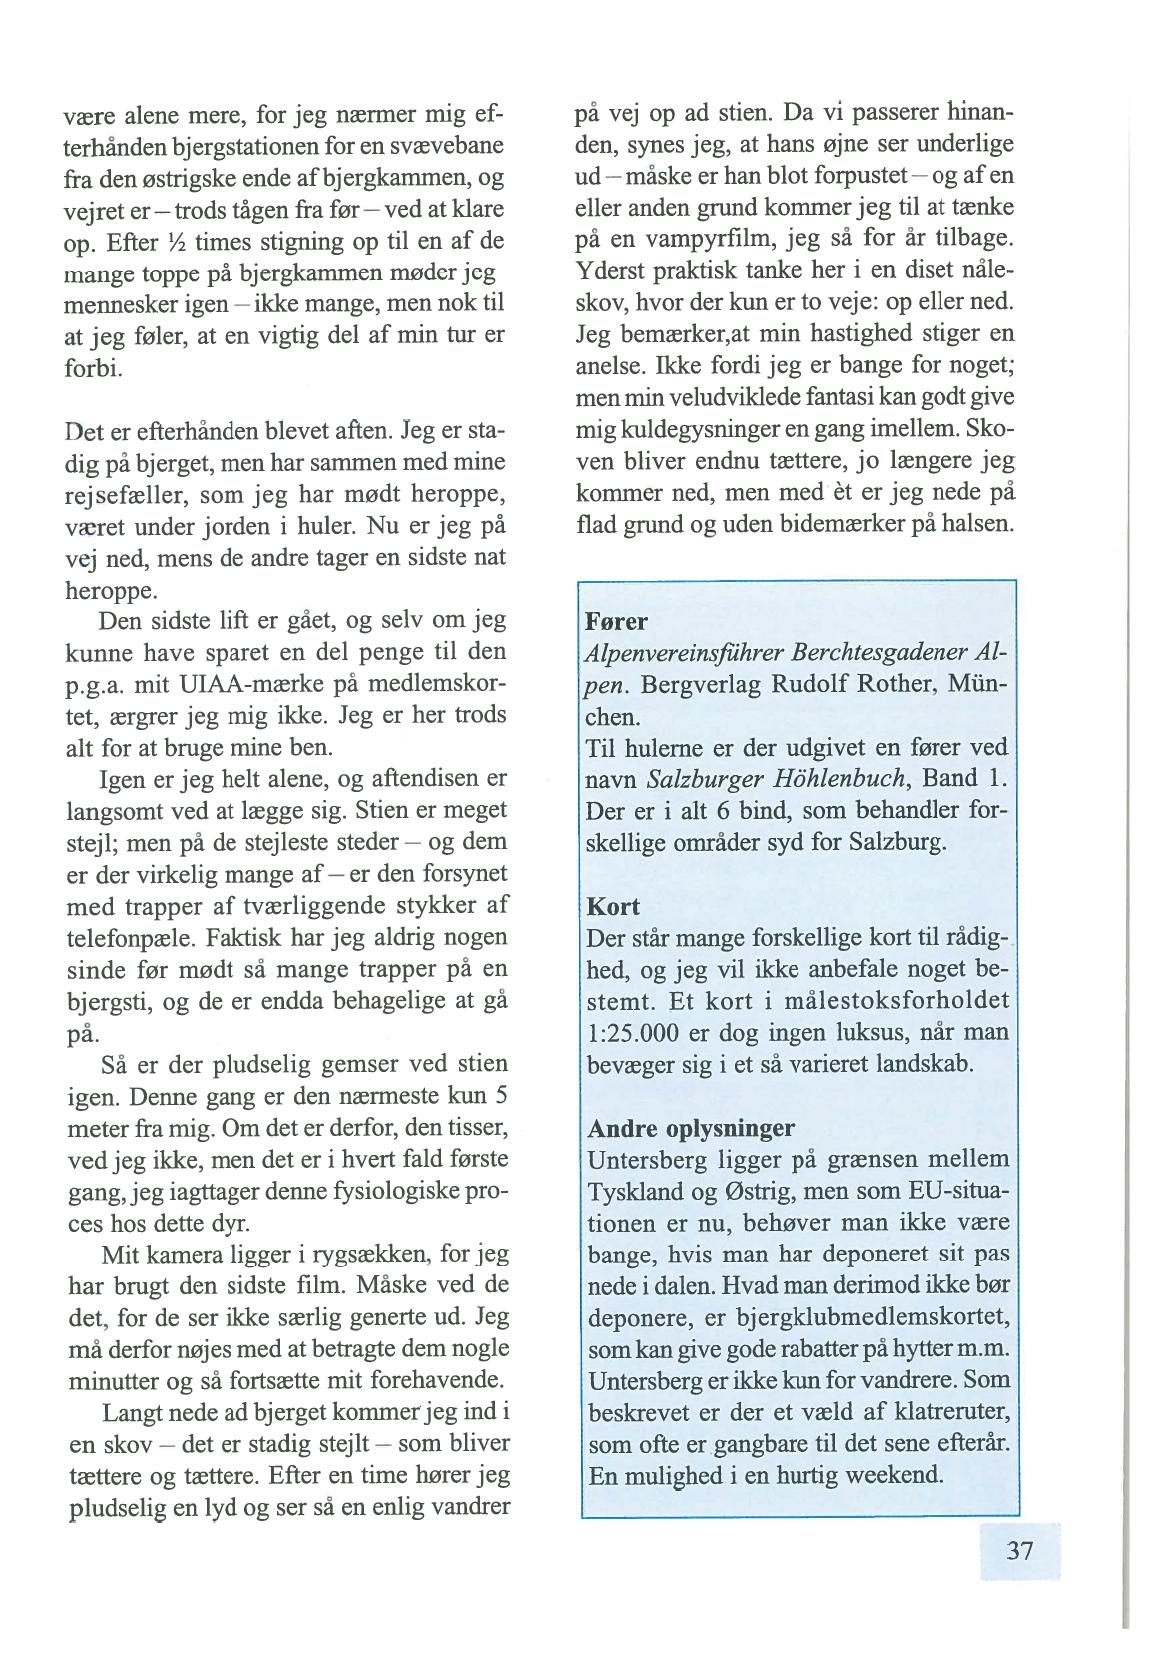 være alene mere, for jeg nærmer mig ef-
terhånden bjergstationen for en svævebane
fra den østrigske ende af bjergkammen, og
vejret er – trods tågen fra før – ved at klare
op. Efter ½ times stigning op til en af de
mange toppe på bjergkammen møder jeg
mennesker igen – ikke mange, men nok til
at jeg føler, at en vigtig del af min tur er
forbi.
Det er efterhånden blevet aften. Jeg er sta-
dig på bjerget, men har sammen med mine
rejsefæller, som jeg har mødt heroppe,
været under jorden i huler. Nu er jeg på
vej ned, mens de andre tager en sidste nat
heroppe.
Den sidste lift er gået, og selv om jeg
kunne have sparet en del penge til den
p.g.a. mit UIAA-mærke på medlemskor-
tet, ærgrer jeg mig ikke. Jeg er her trods
alt for at bruge mine ben.
Igen er jeg helt alene, og aftendisen er
langsomt ved at lægge sig. Stien er meget
stejl; men på de stejleste steder – og dem
er der virkelig mange af – er den forsynet
med trapper af tværliggende stykker af
telefonpæle. Faktisk har jeg aldrig nogen
sinde før mødt så mange trapper på en
bjergsti, og de er endda behagelige at gå
på.
Så er der pludselig gemser ved stien
igen. Denne gang er den nærmeste kun 5
meter fra mig. Om det er derfor, den tisser,
ved jeg ikke, men det er i hvert fald første
gang, jeg iagttager denne fysiologiske pro-
ces hos dette dyr.
Mit kamera ligger i rygsækken, for jeg
har brugt den sidste film. Måske ved de
det, for de ser ikke særlig generte ud. Jeg
må derfor nøjes med at betragte dem nogle
minutter og så fortsætte mit forehavende.
Langt nede ad bjerget kommer jeg ind i
en skov – det er stadig stejlt – som bliver
tættere og tættere. Efter en time hører jeg
pludselig en lyd og ser så en enlig vandrer
på vej op ad stien. Da vi passerer hinan-
den, synes jeg, at hans øjne ser underlige
ud – måske er han blot forpustet – og af en
eller anden grund kommer jeg til at tænke
på en vampyrfilm, jeg så for år tilbage.
Yderst praktisk tanke her i en diset nåle-
skov, hvor der kun er to veje: op eller ned.
Jeg bemærker,at min hastighed stiger en
anelse. Ikke fordi jeg er bange for noget;
men min veludviklede fantasi kan godt give
mig kuldegysninger en gang imellem. Sko-
ven bliver endnu tættere, jo længere jeg
kommer ned, men med èt er jeg nede på
flad grund og uden bidemærker på halsen.
Fører
Alpenvereinsführer Berchtesgadener Al-
pen. Bergverlag Rudolf Rother, Mün-
chen.
Til hulerne er der udgivet en fører ved
navn Salzburger Höhlenbuch, Band 1.
Der er i alt 6 bind, som behandler for-
skellige områder syd for Salzburg.
Kort
Der står mange forskellige kort til rådig-
hed, og jeg vil ikke anbefale noget be-
stemt. Et kort i målestoksforholdet
1:25.000 er dog ingen luksus, når man
bevæger sig i et så varieret landskab.
Andre oplysninger
Untersberg ligger på grænsen mellem
Tyskland og Østrig, men som EU-situa-
tionen er nu, behøver man ikke være
bange, hvis man har deponeret sit pas
nede i dalen. Hvad man derimod ikke bør
deponere, er bjergklubmedlemskortet,
som kan give gode rabatter på hytter m.m.
Untersberg er ikke kun for vandrere. Som
beskrevet er der et væld af klatreruter,
som ofte er gangbare til det sene efterår.
En mulighed i en hurtig weekend.
37